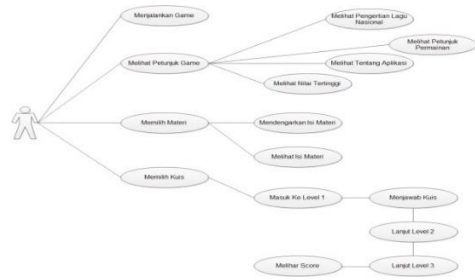 Menjalankan Game
Melihat Pengertian Lagu
Nasional
Melihat Petunjuk
Permainan
Melihat Petunjuk Game
Melihat Tentang Aplikasi
Melihat Nilai Tertinggi
Memilih Materi
Mendengarkan Isi Materi
Melihat Isi Materi
Memilih Kuis
Masuk Ke Level 1
Menjawab Kuis
Lanjut Level 2
Melihar Score
Lanjut Level 3